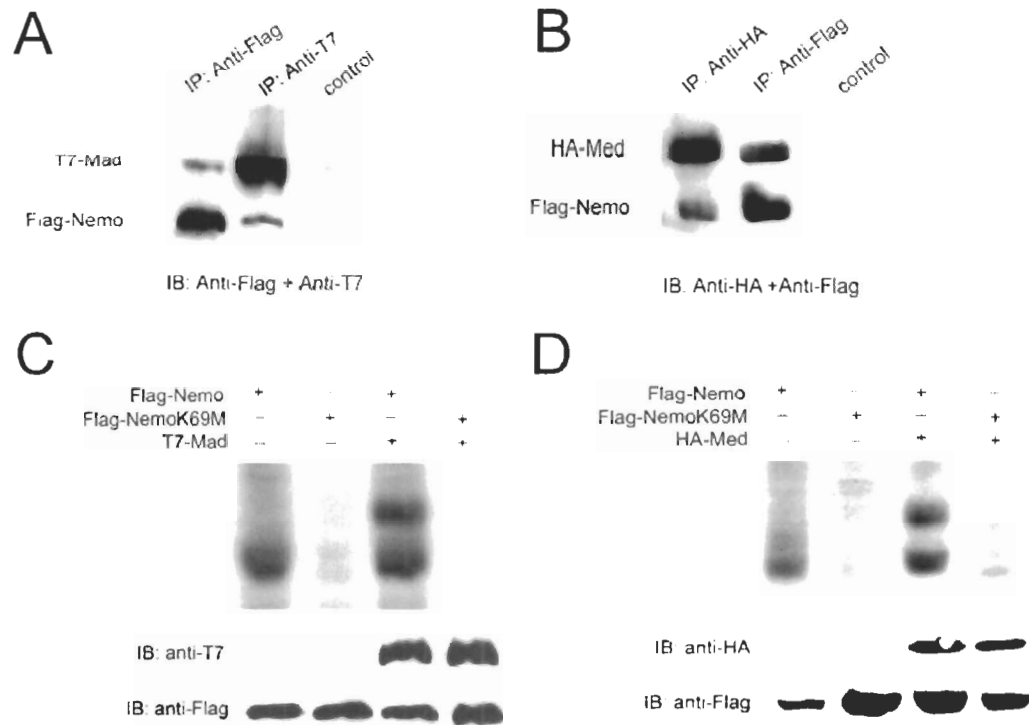 A
IP: Anti-Flag
IP: Anti-T7
control
T7-Mad
Flag-Nemo
IB: Anti-Flag + Anti-T7
B
IP: Anti-HA
IP: Anti-Flag
control
HA-Med
Flag-Nemo
IB: Anti-HA +Anti-Flag
C
Flag-Nemo + - + -
Flag-NemoK69M - + - +
T7-Mad - - + +
IB: anti-T7
IB: anti-Flag
D
Flag-Nemo + - + -
Flag-NemoK69M - + - +
HA-Med - - + +
IB: anti-HA
IB: anti-Flag